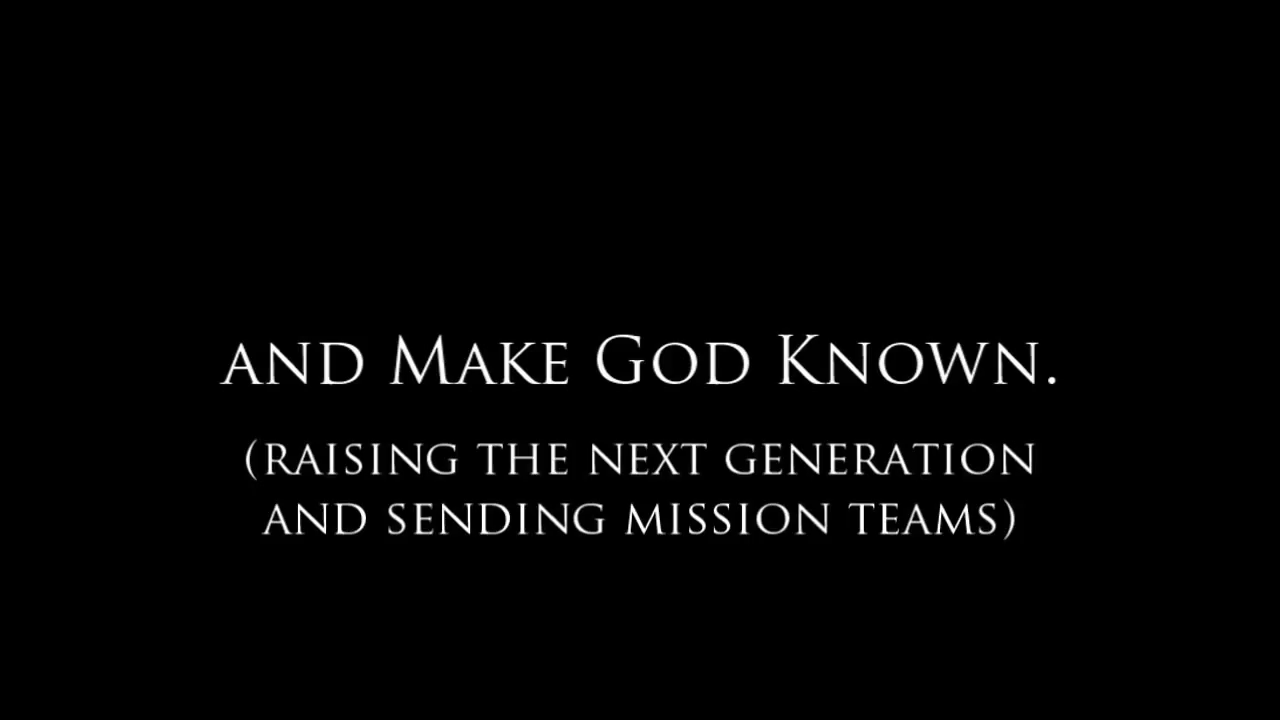 and Make God Known.
(raising the next generation
and sending mission teams)